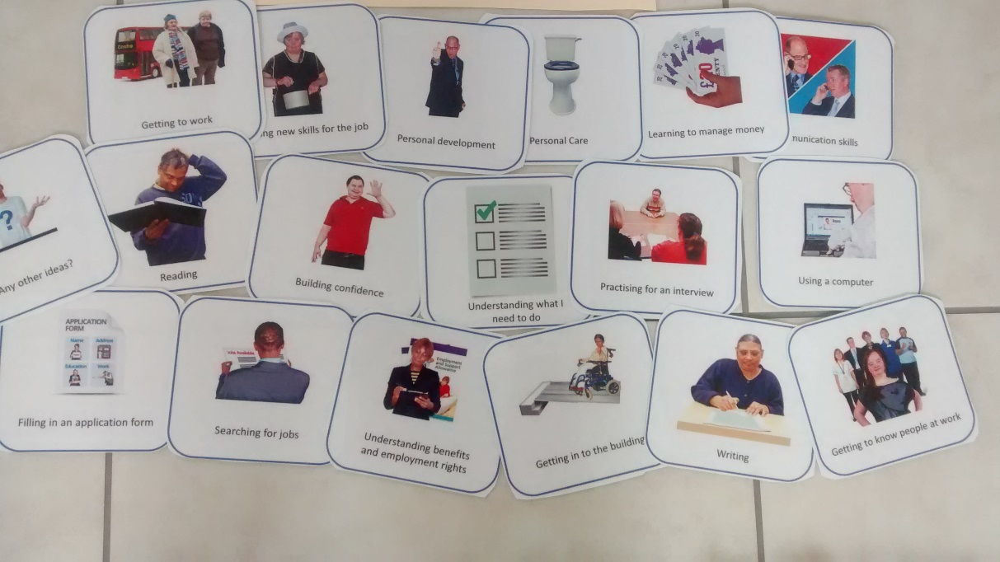 Getting to work
ng new skills for the job
Personal development
Personal Care
Learning to manage money
nunication skills
Any other ideas?
?
Reading
Building confidence
Understanding what I
need to do
Practising for an interview
Using a computer
APPLICATION
FORM
Name Address
Education Work
Filling in an application form
Searching for jobs
Employment
and Support
Allowance
Understanding benefits
and employment rights
Getting in to the building
Writing
Getting to know people at work